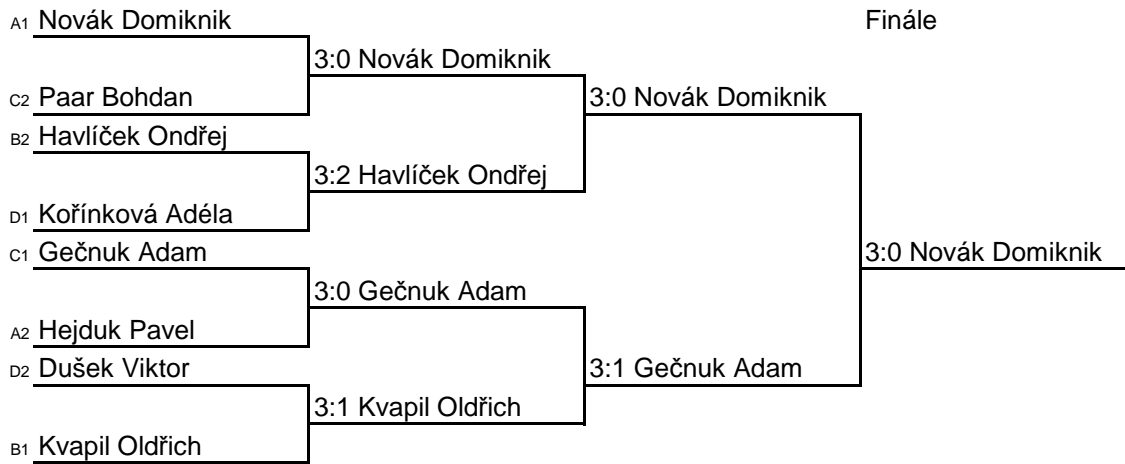 A1 Novák Domiknik
Finále
3:0 Novák Domiknik
C2 Paar Bohdan
3:0 Novák Domiknik
B2 Havlíček Ondřej
3:2 Havlíček Ondřej
D1 Kořínková Adéla
C1 Gečnuk Adam
3:0 Novák Domiknik
3:0 Gečnuk Adam
A2 Hejduk Pavel
D2 Dušek Viktor
3:1 Gečnuk Adam
3:1 Kvapil Oldřich
B1 Kvapil Oldřich